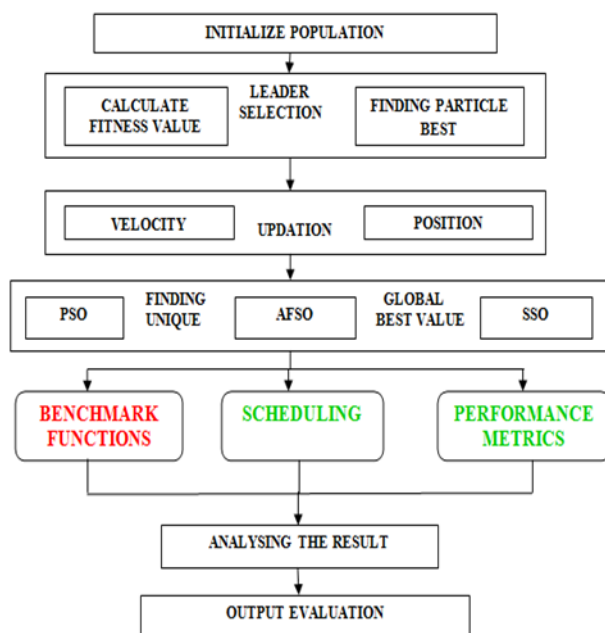 INITIALIZE POPULATION
LEADER
SELECTION
CALCULATE
FITNESS VALUE
FINDING PARTICLE
BEST
VELOCITY
UPDATION
POSITION
PSO
FINDING
UNIQUE
AFSO
GLOBAL
BEST VALUE
SSO
BENCHMARK
FUNCTIONS
SCHEDULING
PERFORMANCE
METRICS
ANALYSING THE RESULT
OUTPUT EVALUATION